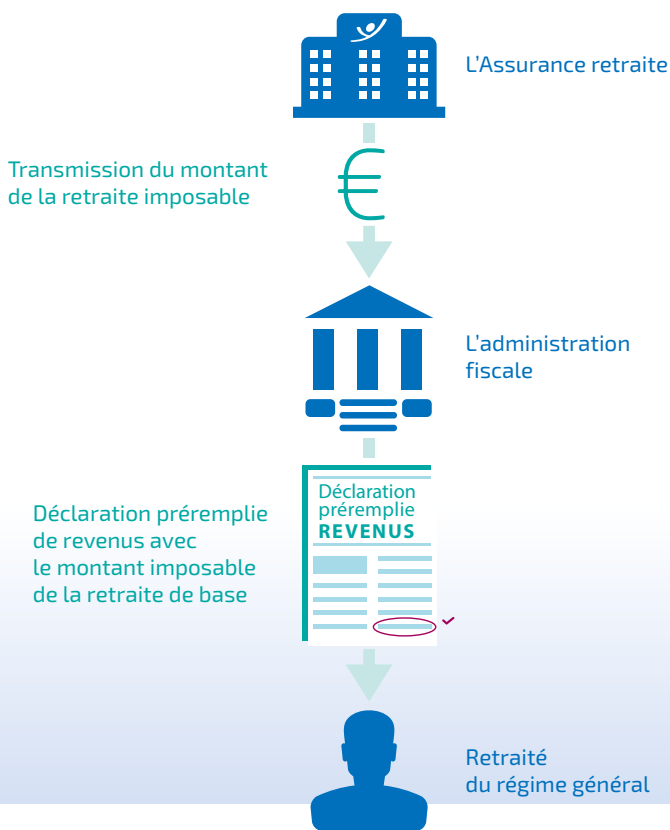 L'Assurance retraite
Transmission du montant
de la retraite imposable
€
L'administration
fiscale
Déclaration
préremplie
REVENUS
Déclaration préremplie
de revenus avec
le montant imposable
de la retraite de base
Retraité
du régime général